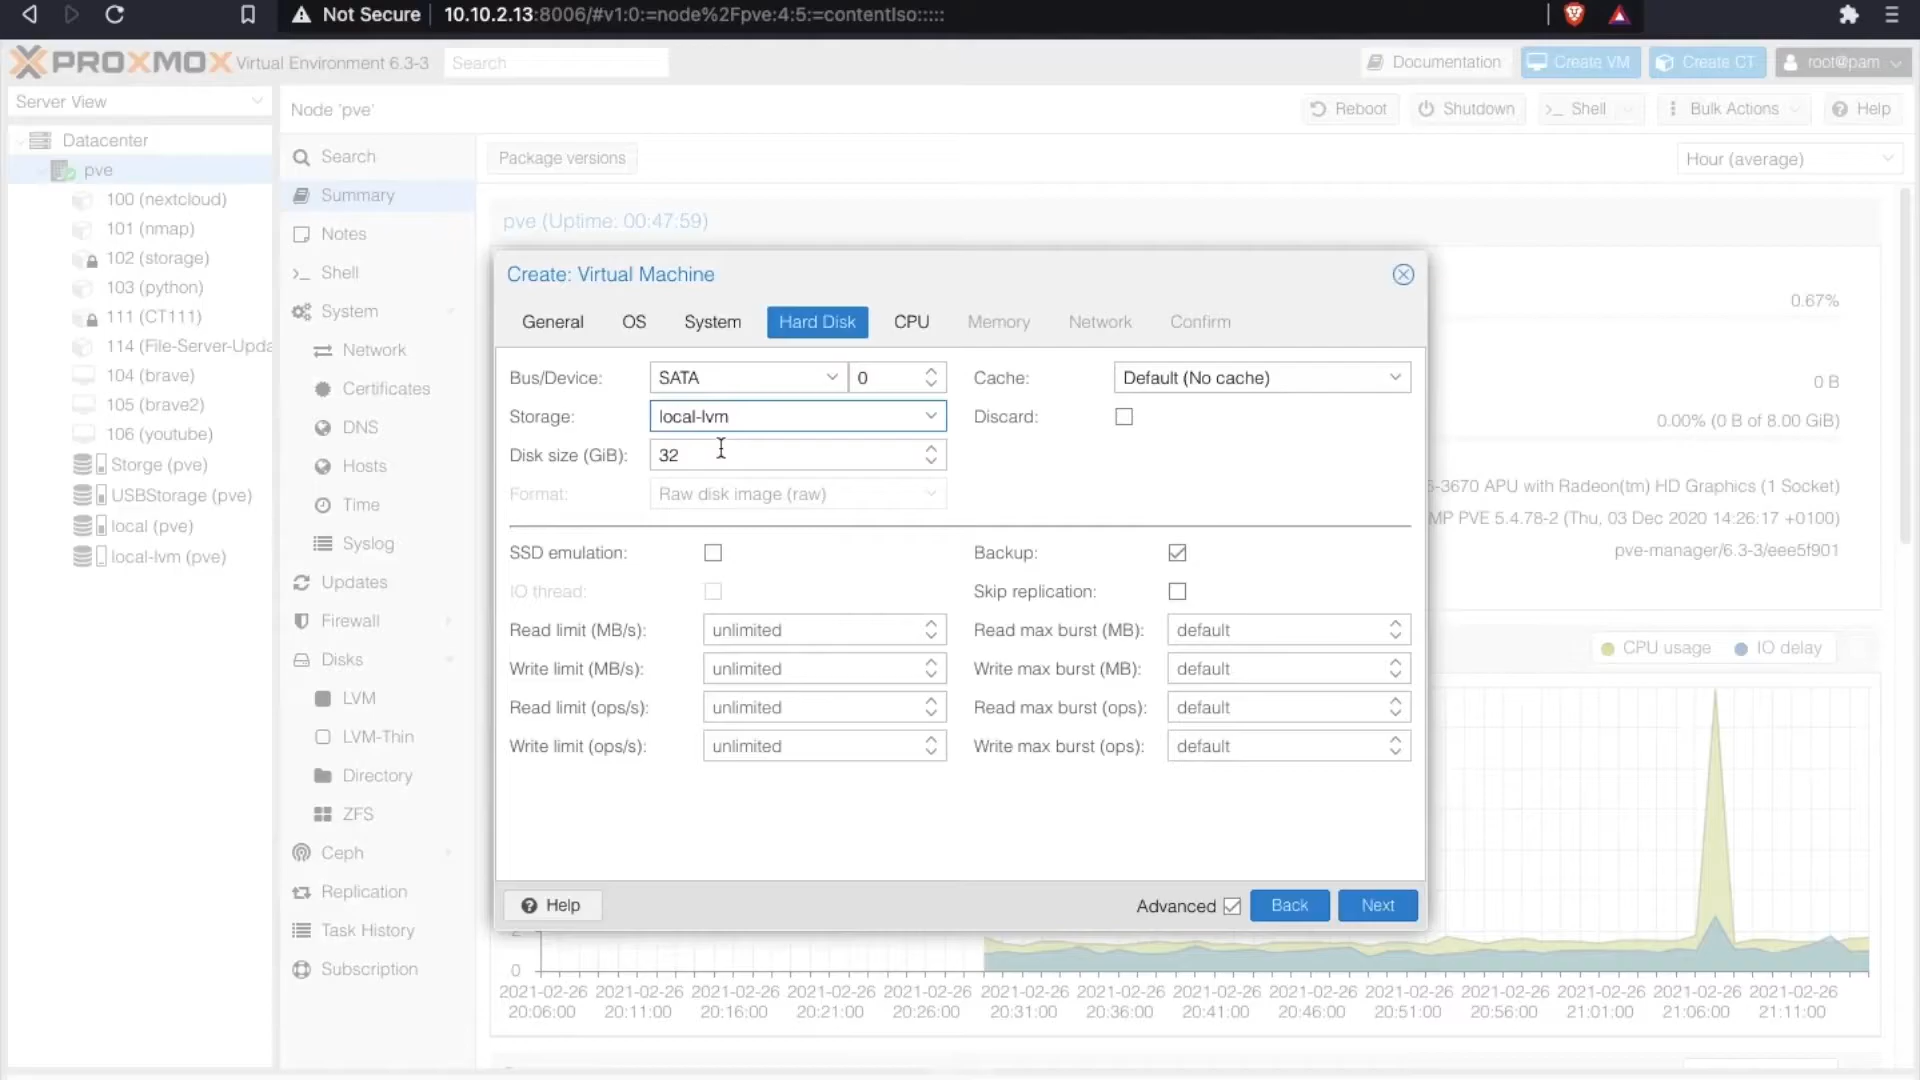 Not Secure 10.10.2.13:8006/#v1:0:=node%2Fpve:4:5:=contentIso:::::
PROXMOX Virtual Environment 6.3-3 Search Documentation Create VM Create CT root@pam
Server View
Node 'pve' Reboot Shutdown >_ Shell Bulk Actions Help
Datacenter
pve
100 (nextcloud)
101 (nmap)
102 (storage)
103 (python)
111 (CT111)
114 (File-Server-Upda
104 (brave)
105 (brave2)
106 (youtube)
Storge (pve)
USBStorage (pve)
local (pve)
local-lvm (pve)
Search
Summary
Notes
>_ Shell
System
Network
Certificates
DNS
Hosts
Time
Syslog
Updates
Firewall
Disks
LVM
LVM-Thin
Directory
ZFS
Ceph
Replication
Task History
Subscription
Package versions Hour (average)
pve (Uptime: 00:47:59)
Create: Virtual Machine
General OS System Hard Disk CPU Memory Network Confirm
Bus/Device: SATA 0 Cache: Default (No cache)
Storage: local-lvm Discard:
Disk size (GiB): 32
Format: Raw disk image (raw)
SSD emulation: Backup:
IO thread: Skip replication:
Read limit (MB/s): unlimited Read max burst (MB): default
Write limit (MB/s): unlimited Write max burst (MB): default
Read limit (ops/s): unlimited Read max burst (ops): default
Write limit (ops/s): unlimited Write max burst (ops): default
Help Advanced Back Next
0.67%
0 B
0.00% (0 B of 8.00 GiB)
-3670 APU with Radeon(tm) HD Graphics (1 Socket)
MP PVE 5.4.78-2 (Thu, 03 Dec 2020 14:26:17 +0100)
pve-manager/6.3-3/eee5f901
CPU usage IO delay
0
2021-02-26 2021-02-26 2021-02-26 2021-02-26 2021-02-26 2021-02-26 2021-02-26 2021-02-26 2021-02-26 2021-02-26 2021-02-26 2021-02-26 2021-02-26 2021-02-26
20:06:00 20:11:00 20:16:00 20:21:00 20:26:00 20:31:00 20:36:00 20:41:00 20:46:00 20:51:00 20:56:00 21:01:00 21:06:00 21:11:00